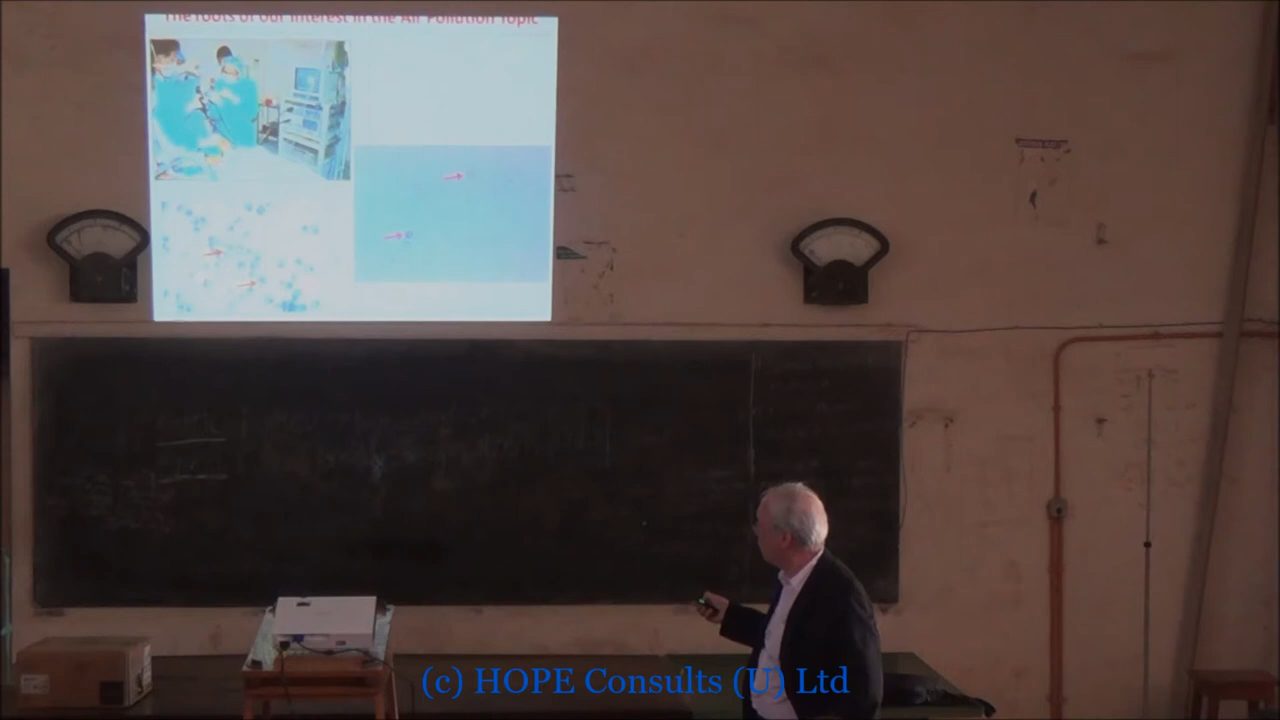 The roots of our interest in the Air Pollution Topic
(c) HOPE Consults (U) Ltd